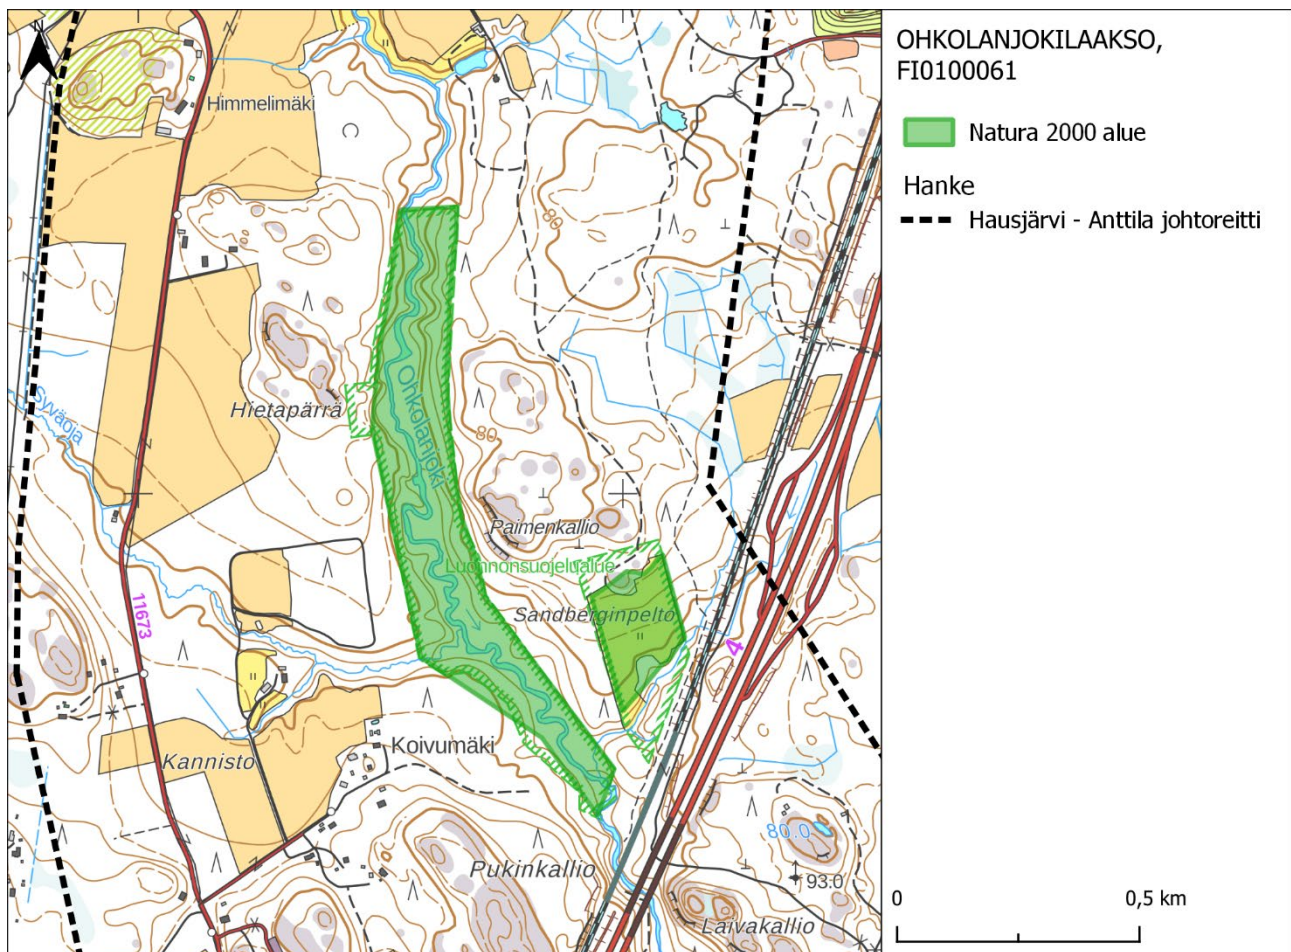 OHKOLANJOKILAAKSO,
FI0100061
Natura 2000 alue
Hanke
Hausjärvi - Anttila johtoreitti
0
0,5 km
N
Himmelimäki
80
Syväoja
Hietapärrä
Ohkolanjoki
80
Paimenkallio
Luonnonsuojelualue
Sandberginpelto
11673
4
Koivumäki
Kannisto
80.0
Pukinkallio
93.0
Laivakallio